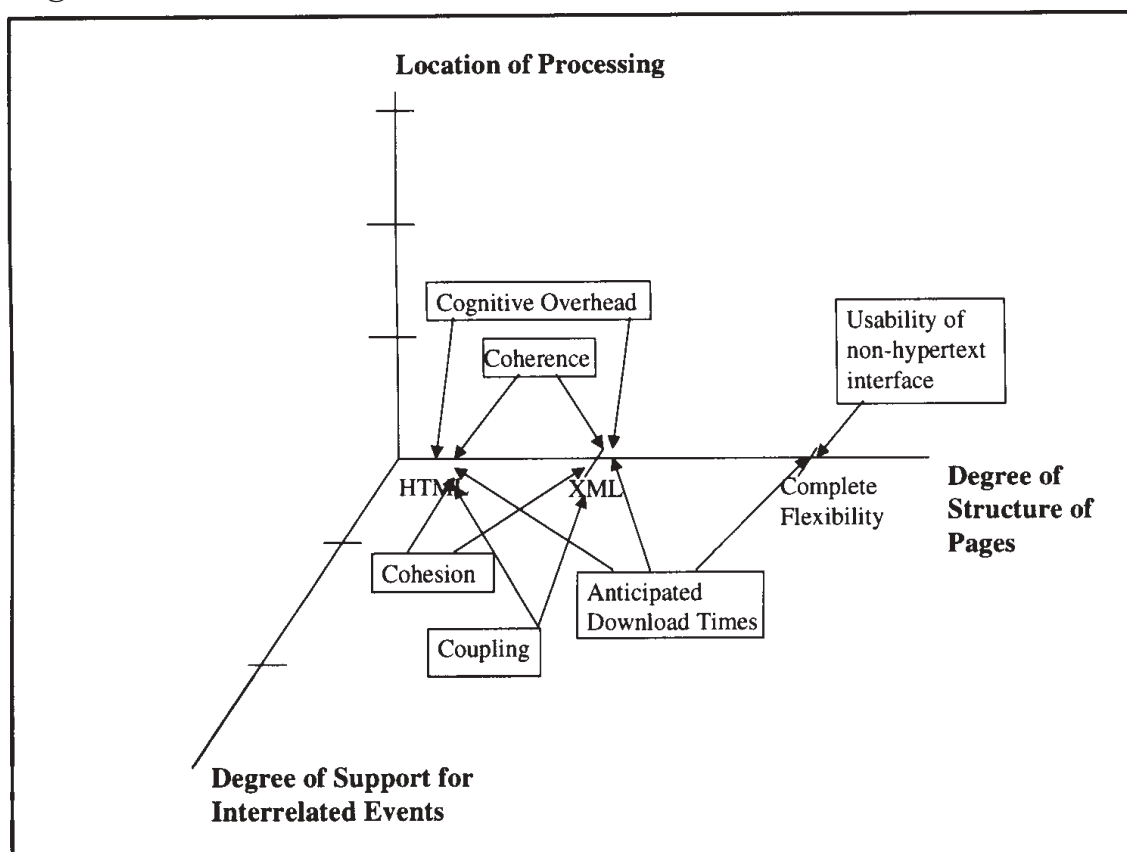 Location of Processing
Cognitive Overhead
Usability of
non-hypertext
interface
Coherence
HTML
XML
Complete
Flexibility
Degree of
Structure of
Pages
Cohesion
Anticipated
Download Times
Coupling
Degree of Support for
Interrelated Events